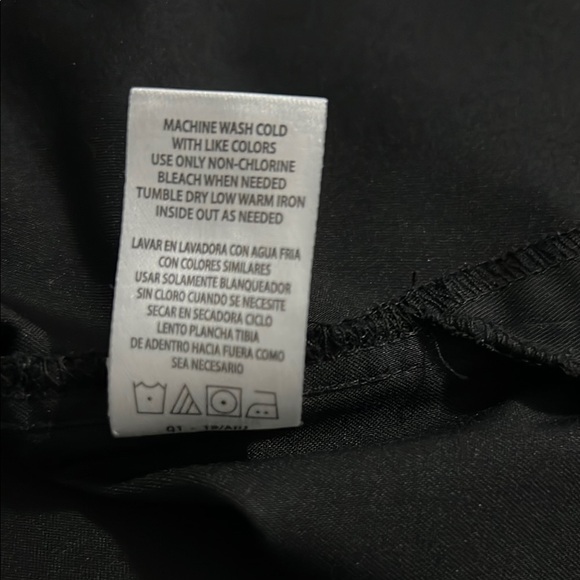 MACHINE WASH COLD
WITH LIKE COLORS
USE ONLY NON-CHLORINE
BLEACH WHEN NEEDED
TUMBLE DRY LOW WARM IRON
INSIDE OUT AS NEEDED
LAVAR EN LAVADORA CON AGUA FRIA
CON COLORES SIMILARES
USAR SOLAMENTE BLANQUEADOR
SIN CLORO CUANDO SE NECESITE
SECAR EN SECADORA CICLO
LENTO PLANCHA TIBIA
DE ADENTRO HACIA FUERA COMO
SEA NECESARIO